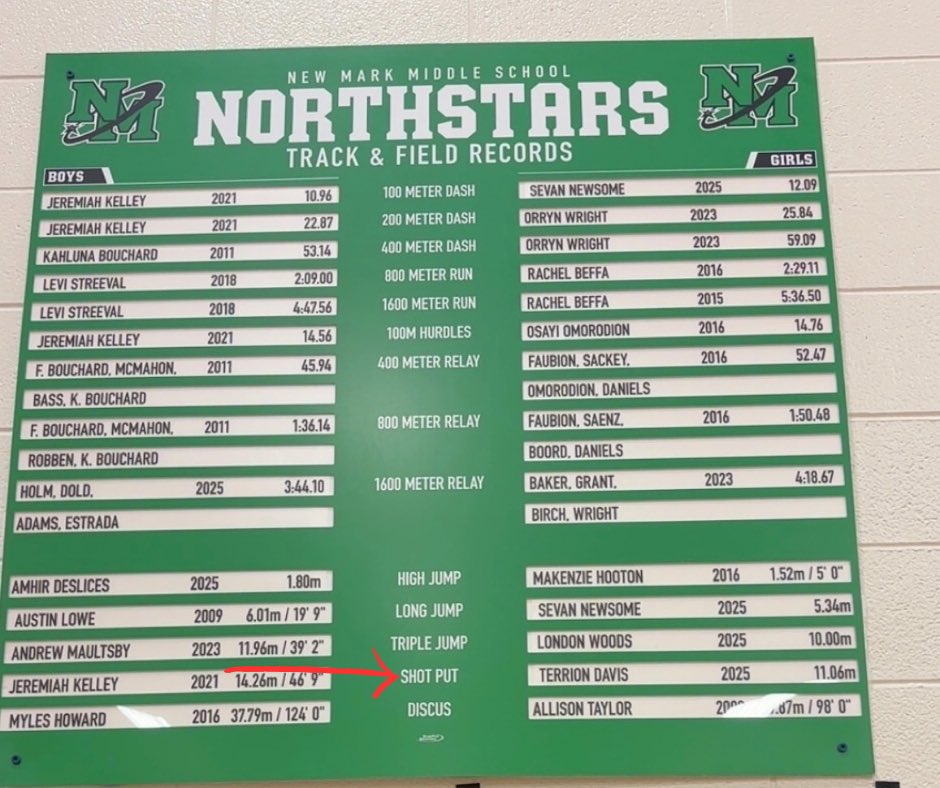 NEW MARK MIDDLE SCHOOL
NM NORTHSTARS NM
TRACK & FIELD RECORDS
BOYS GIRLS
JEREMIAH KELLEY 2021 10.96 100 METER DASH SEVAN NEWSOME 2025 12.09
JEREMIAH KELLEY 2021 22.87 200 METER DASH ORRYN WRIGHT 2023 25.84
KAHLUNA BOUCHARD 2011 53.14 400 METER DASH ORRYN WRIGHT 2023 59.09
LEVI STREEVAL 2018 2:09.00 800 METER RUN RACHEL BEFFA 2016 2:29.11
LEVI STREEVAL 2018 4:47.56 1600 METER RUN RACHEL BEFFA 2015 5:36.50
JEREMIAH KELLEY 2021 14.56 100M HURDLES OSAYI OMORODION 2016 14.76
F. BOUCHARD, MCMAHON, 2011 45.94 400 METER RELAY FAUBION, SACKEY, 2016 52.47
BASS, K. BOUCHARD OMORODION, DANIELS
F. BOUCHARD, MCMAHON, 2011 1:36.14 800 METER RELAY FAUBION, SAENZ, 2016 1:50.48
ROBBEN, K. BOUCHARD BOORD, DANIELS
HOLM, DOLD, 2025 3:44.10 1600 METER RELAY BAKER, GRANT, 2023 4:18.67
ADAMS, ESTRADA BIRCH, WRIGHT
AMHIR DESLICES 2025 1.80m HIGH JUMP MAKENZIE HOOTON 2016 1.52m / 5' 0"
AUSTIN LOWE 2009 6.01m / 19' 9" LONG JUMP SEVAN NEWSOME 2025 5.34m
ANDREW MAULTSBY 2023 11.96m / 39' 2" TRIPLE JUMP LONDON WOODS 2025 10.00m
JEREMIAH KELLEY 2021 14.26m / 46' 9" SHOT PUT TERRION DAVIS 2025 11.06m
MYLES HOWARD 2016 37.79m / 124' 0" DISCUS ALLISON TAYLOR / 98' 0"